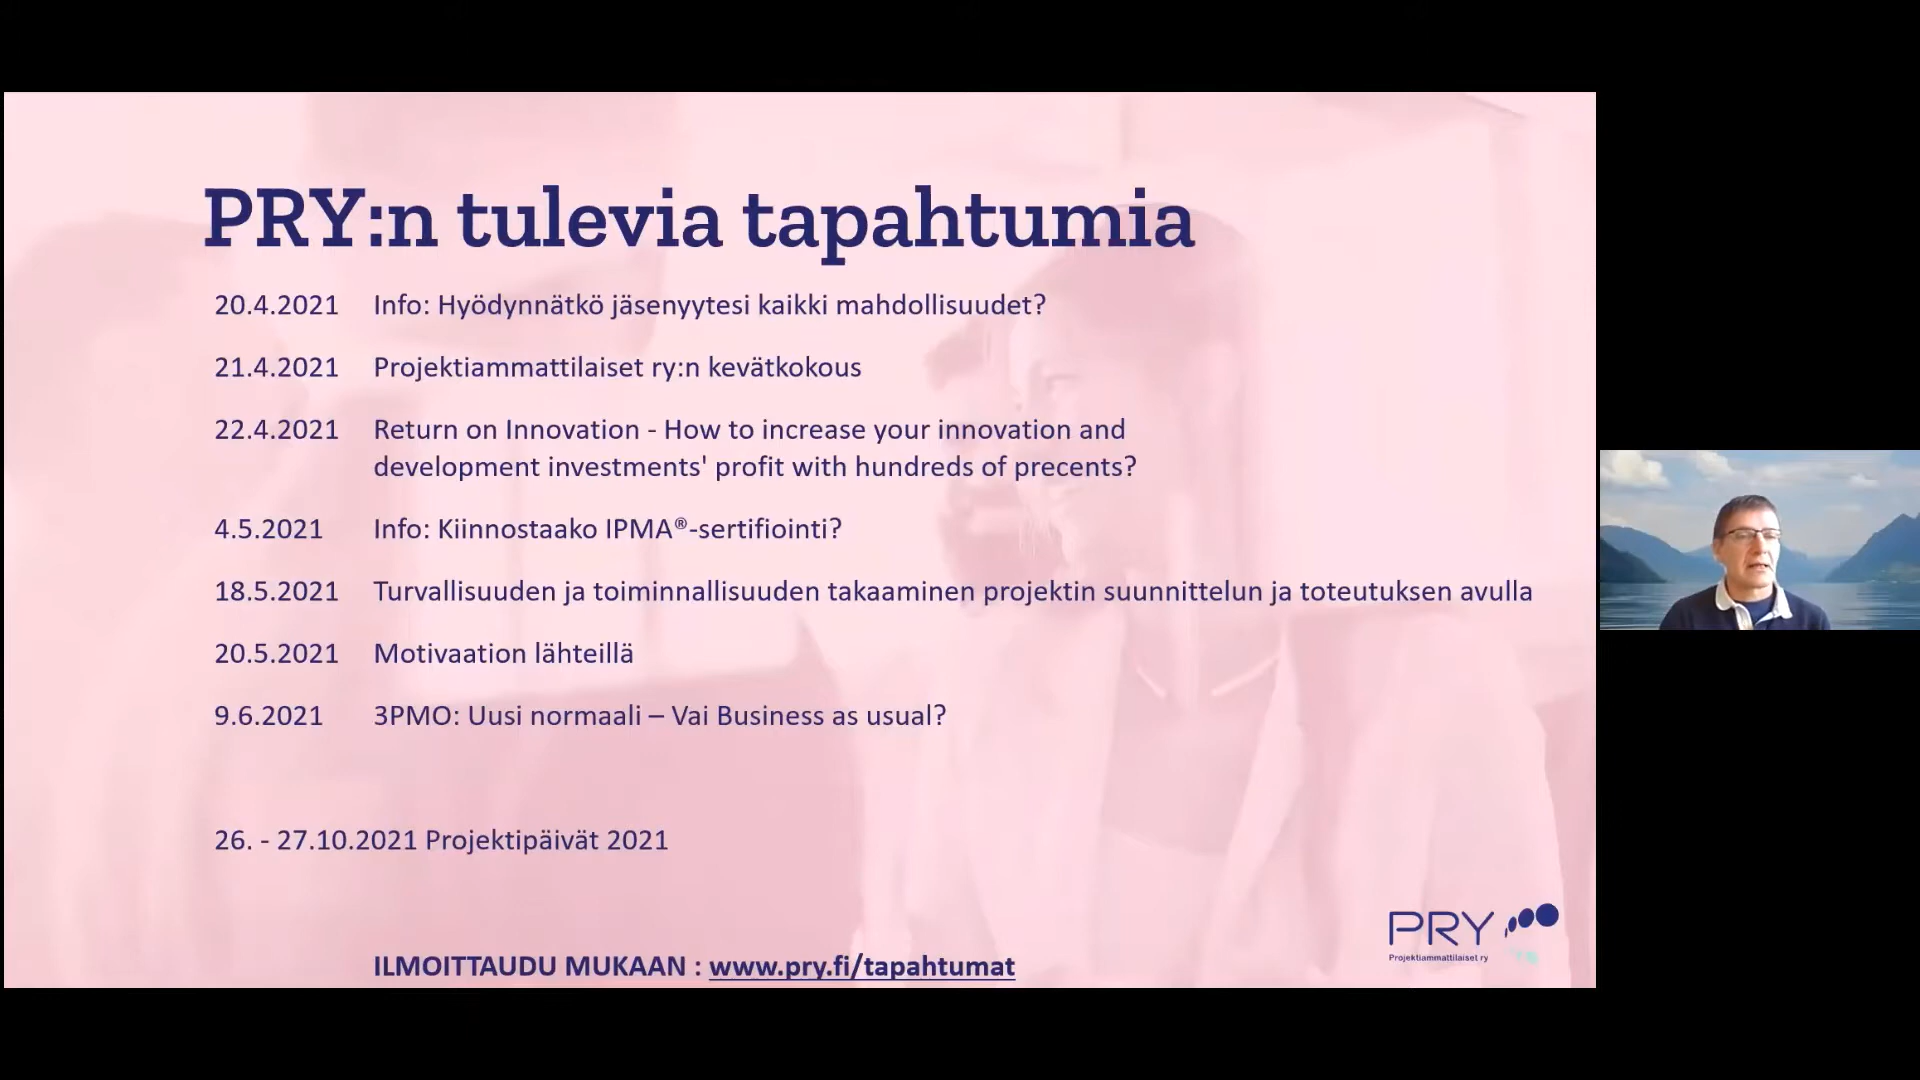 PRY:n tulevia tapahtumia
20.4.2021 Info: Hyödynnätkö jäsenyytesi kaikki mahdollisuudet?
21.4.2021 Projektiammattilaiset ry:n kevätkokous
22.4.2021 Return on Innovation - How to increase your innovation and
development investments' profit with hundreds of precents?
4.5.2021 Info: Kiinnostaako IPMA®-sertifiointi?
18.5.2021 Turvallisuuden ja toiminnallisuuden takaaminen projektin suunnittelun ja toteutuksen avulla
20.5.2021 Motivaation lähteillä
9.6.2021 3PMO: Uusi normaali – Vai Business as usual?
26. - 27.10.2021 Projektipäivät 2021
ILMOITTAUDU MUKAAN : www.pry.fi/tapahtumat
PRY
Projektiammattilaiset ry